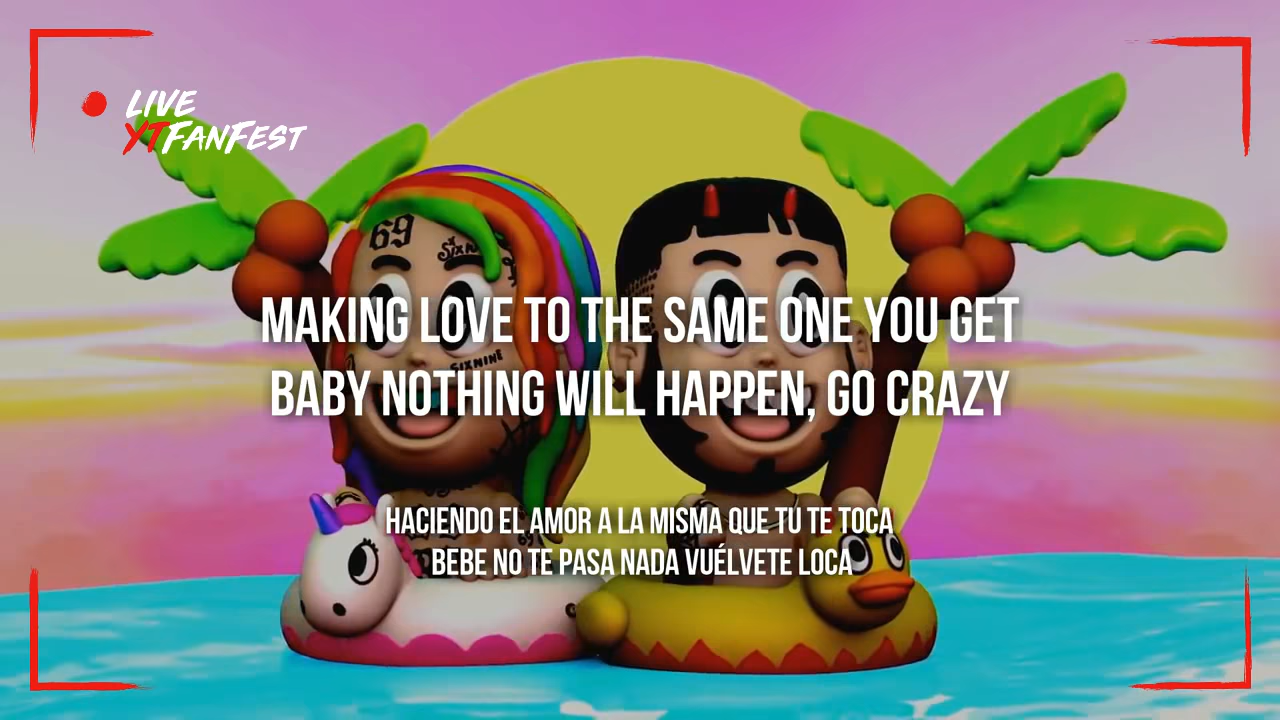 LIVE
YTFANFEST
69
SIXNINE
MAKING LOVE TO THE SAME ONE YOU GET
BABY NOTHING WILL HAPPEN, GO CRAZY
HACIENDO EL AMOR A LA MISMA QUE TU TE TOCA
BEBE NO TE PASA NADA VUÉLVETE LOCA